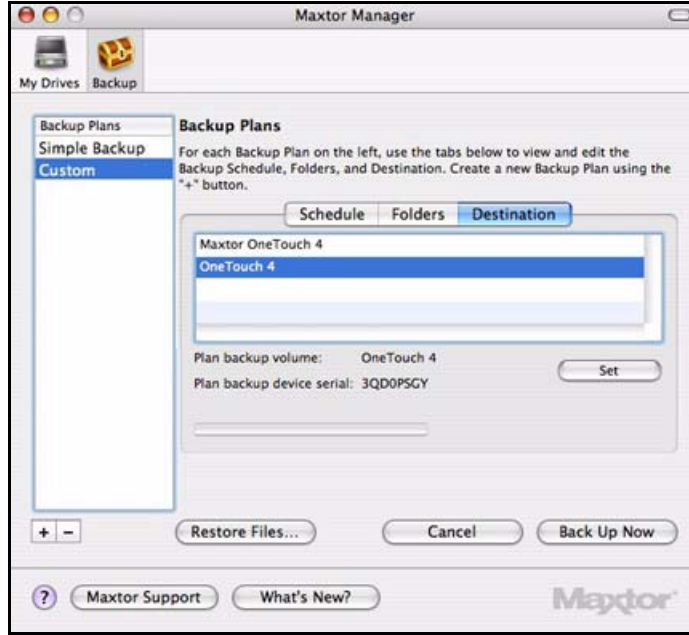 Maxtor Manager
My Drives
Backup
Backup Plans
Simple Backup
Custom
Backup Plans
For each Backup Plan on the left, use the tabs below to view and edit the
Backup Schedule, Folders, and Destination. Create a new Backup Plan using the
"+" button.
Schedule Folders Destination
Maxtor OneTouch 4
OneTouch 4
Plan backup volume: OneTouch 4
Set
Plan backup device serial: 3QD0PSGY
+ −
Restore Files... Cancel Back Up Now
? Maxtor Support What's New? Maxtor